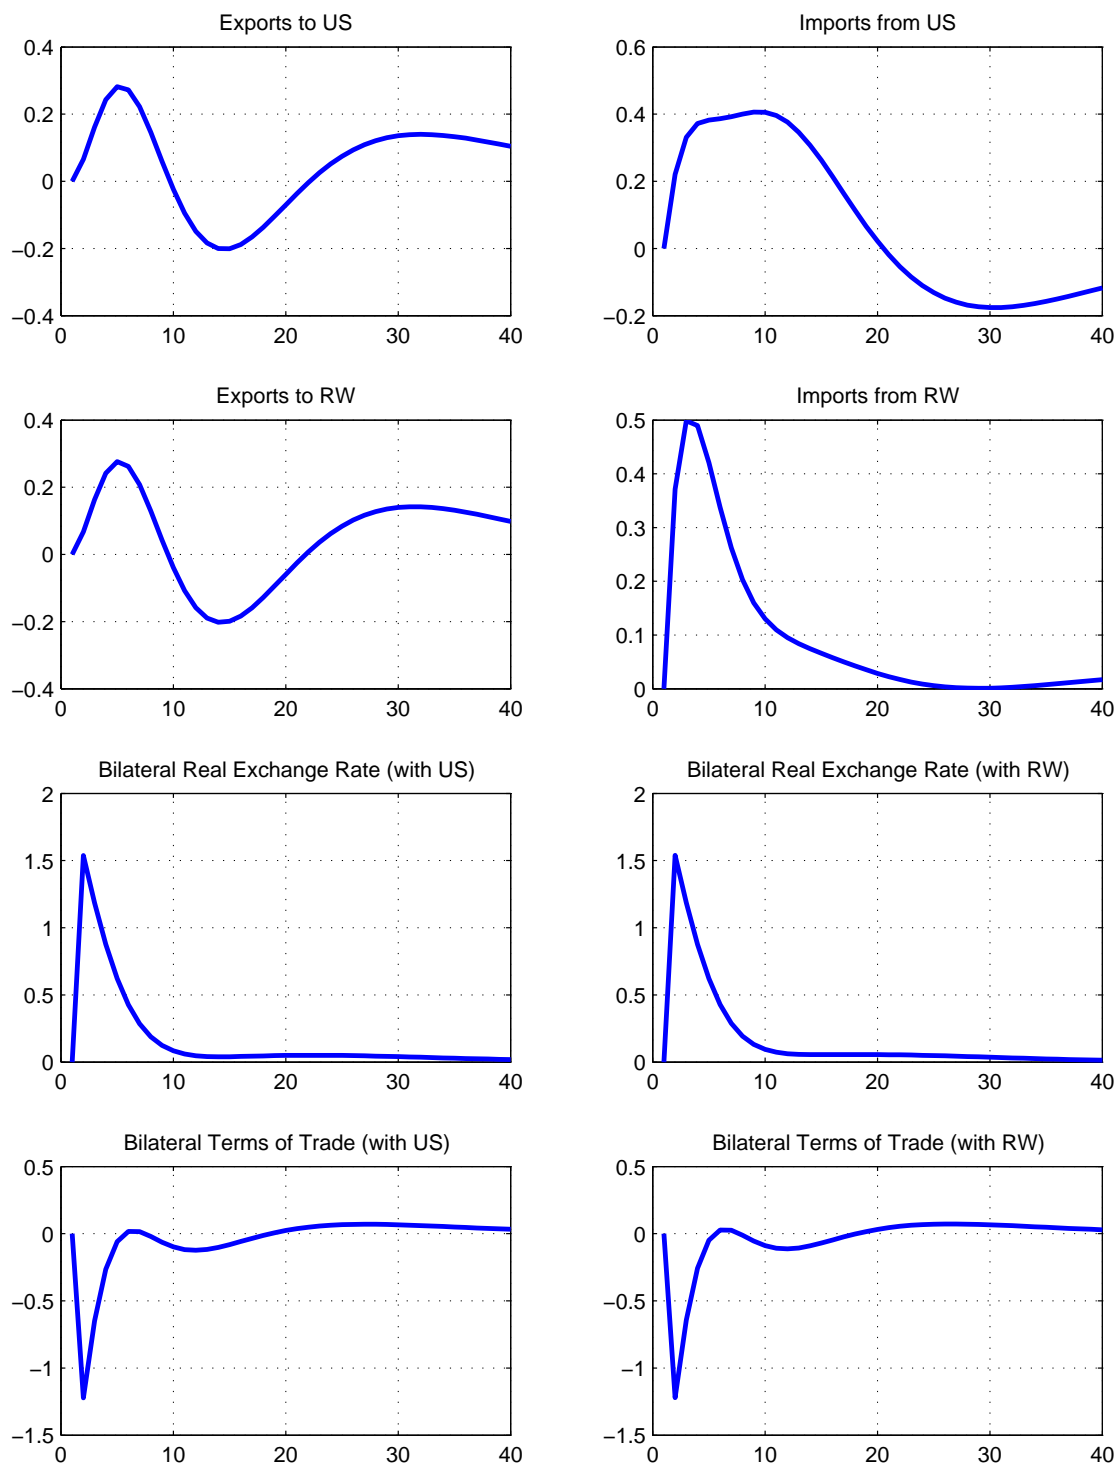 Exports to US
0.4
0.2
0
−0.2
−0.4
0 10 20 30 40
Imports from US
0.6
0.4
0.2
0
−0.2
0 10 20 30 40
Exports to RW
0.4
0.2
0
−0.2
−0.4
0 10 20 30 40
Imports from RW
0.5
0.4
0.3
0.2
0.1
0
0 10 20 30 40
Bilateral Real Exchange Rate (with US)
2
1.5
1
0.5
0
0 10 20 30 40
Bilateral Real Exchange Rate (with RW)
2
1.5
1
0.5
0
0 10 20 30 40
Bilateral Terms of Trade (with US)
0.5
0
−0.5
−1
−1.5
0 10 20 30 40
Bilateral Terms of Trade (with RW)
0.5
0
−0.5
−1
−1.5
0 10 20 30 40